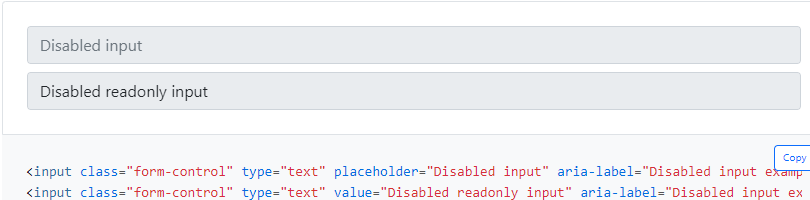 Disabled input
Disabled readonly input
Copy
<input class="form-control" type="text" placeholder="Disabled input" aria-label="Disabled input examp
<input class="form-control" type="text" value="Disabled readonly input" aria-label="Disabled input ex